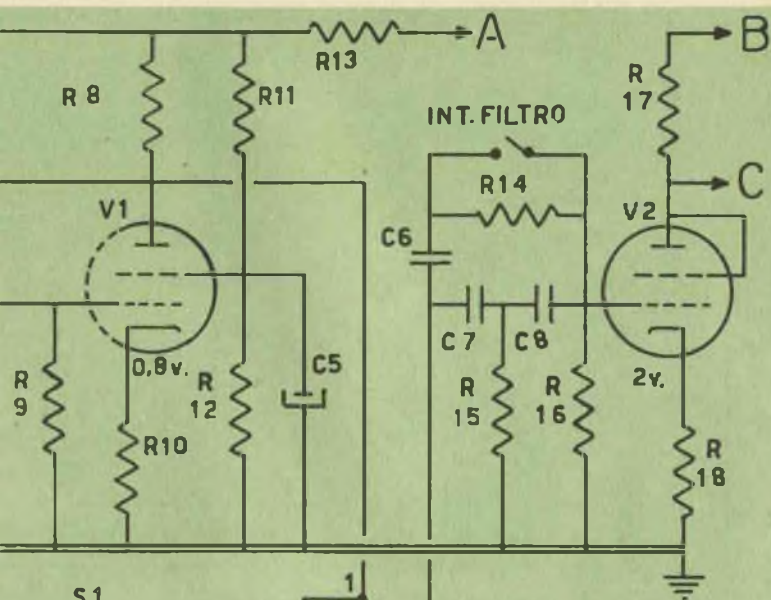 A
B
R13
R 8
R11
R
17
INT. FILTRO
R14
C
V1
V2
C6
C7
C8
0,8v.
C5
2v.
R
9
R
12
R
15
R
16
R10
R
18
1
S1